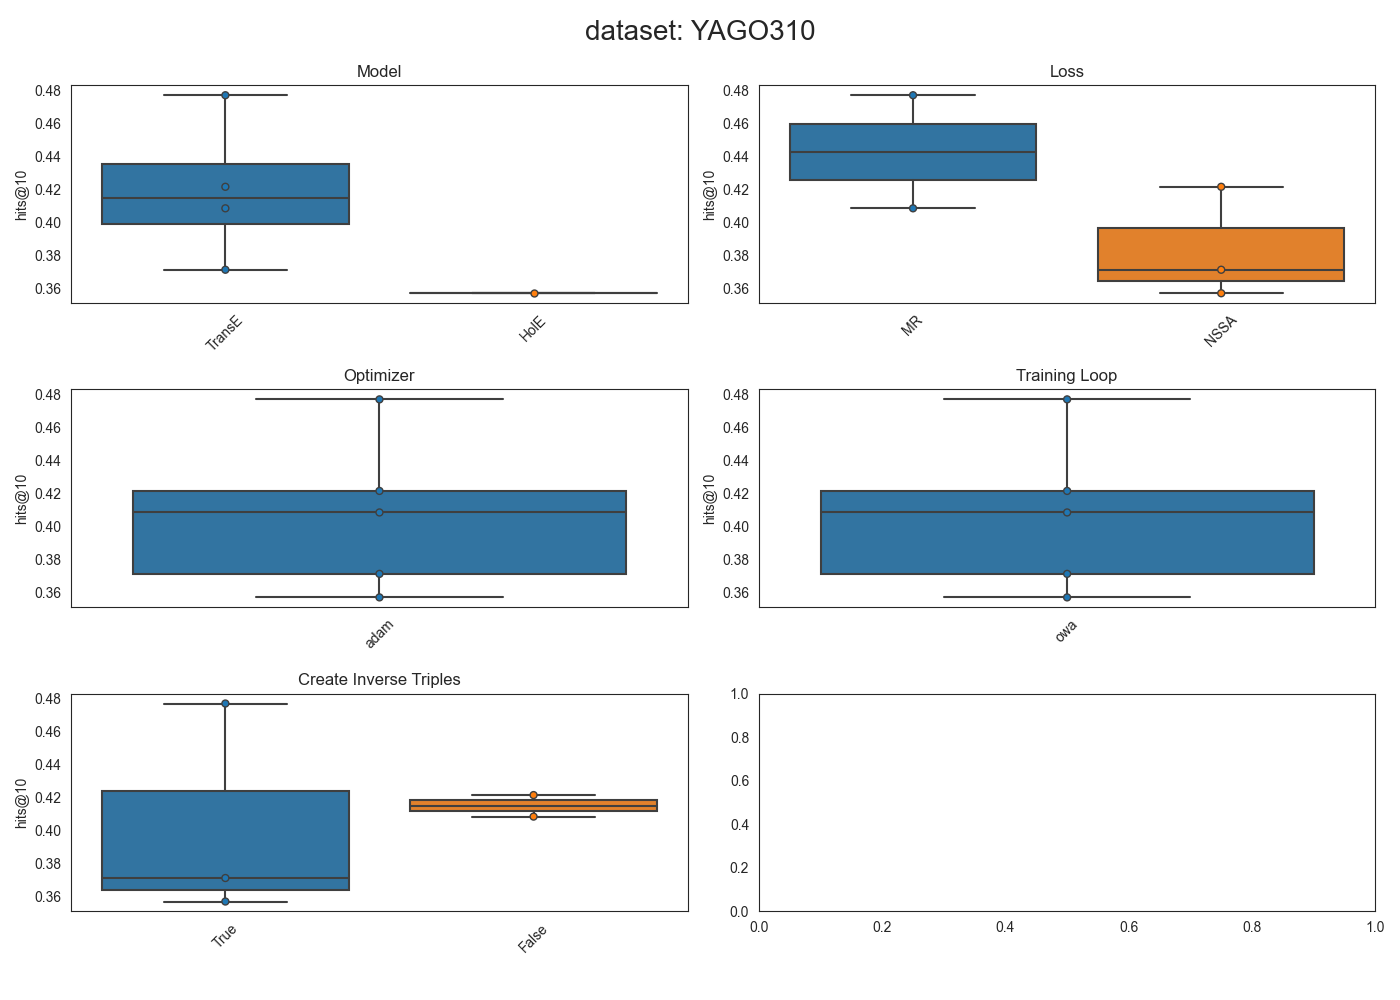 dataset: YAGO310
Model
hits@10
0.48
0.46
0.44
0.42
0.40
0.38
0.36
TransE
HolE
Loss
hits@10
0.48
0.46
0.44
0.42
0.40
0.38
0.36
MR
NSSA
Optimizer
hits@10
0.48
0.46
0.44
0.42
0.40
0.38
0.36
adam
Training Loop
hits@10
0.48
0.46
0.44
0.42
0.40
0.38
0.36
owa
Create Inverse Triples
hits@10
0.48
0.46
0.44
0.42
0.40
0.38
0.36
True
False
1.0
0.8
0.6
0.4
0.2
0.0
0.0 0.2 0.4 0.6 0.8 1.0